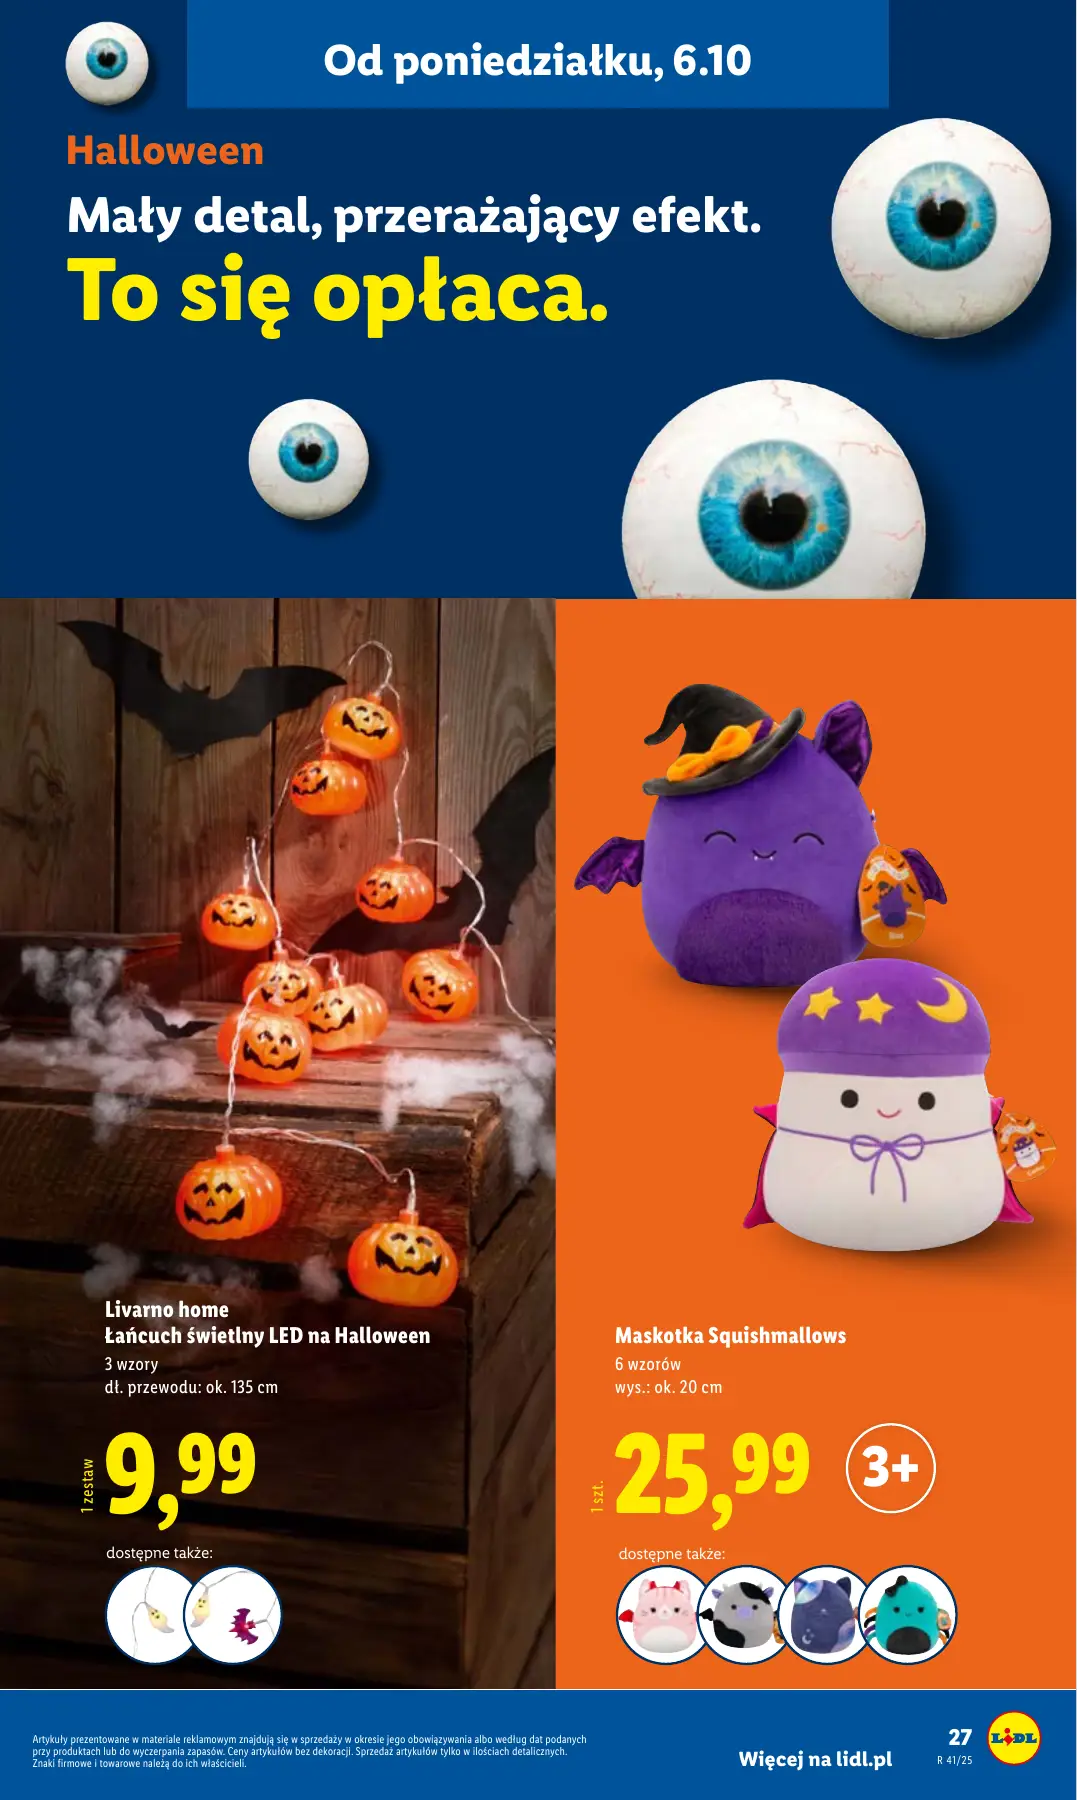 Od poniedziałku, 6.10
Halloween
Mały detal, przerażający efekt.
To się opłaca.
Livarno home
Łańcuch świetlny LED na Halloween
3 wzory
dł. przewodu: ok. 135 cm
1 zestaw
9,99
dostępne także:
Maskotka Squishmallows
6 wzorów
wys.: ok. 20 cm
1 szt.
25,99
3+
dostępne także:
Artykuły prezentowane w materiale reklamowym znajdują się w sprzedaży w okresie jego obowiązywania albo według dat podanych
przy produktach lub do wyczerpania zapasów. Ceny artykułów bez dekoracji. Sprzedaż artykułów tylko w ilościach detalicznych.
Znaki firmowe i towarowe należą do ich właścicieli.
Więcej na lidl.pl
27
R 41/25
LIDL